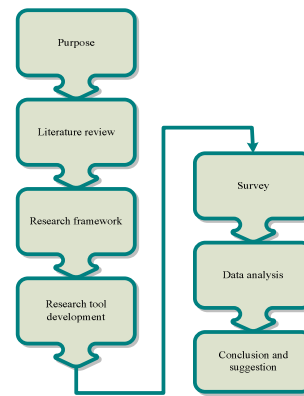 Purpose
Literature review
Research framework
Research tool
development
Survey
Data analysis
Conclusion and
suggestion